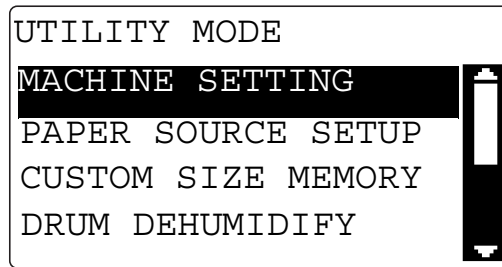 UTILITY MODE
MACHINE SETTING
PAPER SOURCE SETUP
CUSTOM SIZE MEMORY
DRUM DEHUMIDIFY